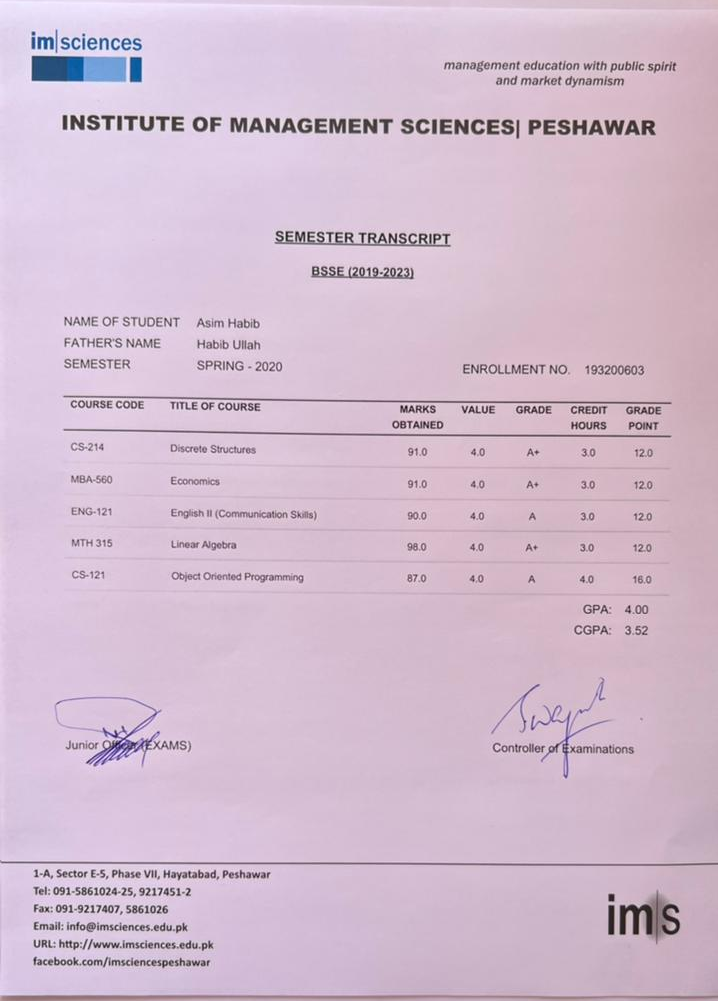 im|sciences
management education with public spirit
and market dynamism
INSTITUTE OF MANAGEMENT SCIENCES| PESHAWAR
SEMESTER TRANSCRIPT
BSSE (2019-2023)
NAME OF STUDENT Asim Habib
FATHER'S NAME Habib Ullah
SEMESTER SPRING - 2020
ENROLLMENT NO. 193200603
COURSE CODE TITLE OF COURSE MARKS OBTAINED VALUE GRADE CREDIT HOURS GRADE POINT
CS-214 Discrete Structures 91.0 4.0 A+ 3.0 12.0
MBA-560 Economics 91.0 4.0 A+ 3.0 12.0
ENG-121 English II (Communication Skills) 90.0 4.0 A 3.0 12.0
MTH 315 Linear Algebra 98.0 4.0 A+ 3.0 12.0
CS-121 Object Oriented Programming 87.0 4.0 A 4.0 16.0
GPA: 4.00
CGPA: 3.52
Junior Officer (EXAMS)
Controller of Examinations
1-A, Sector E-5, Phase VII, Hayatabad, Peshawar
Tel: 091-5861024-25, 9217451-2
Fax: 091-9217407, 5861026
Email: info@imsciences.edu.pk
URL: http://www.imsciences.edu.pk
facebook.com/imsciencespeshawar
im|s